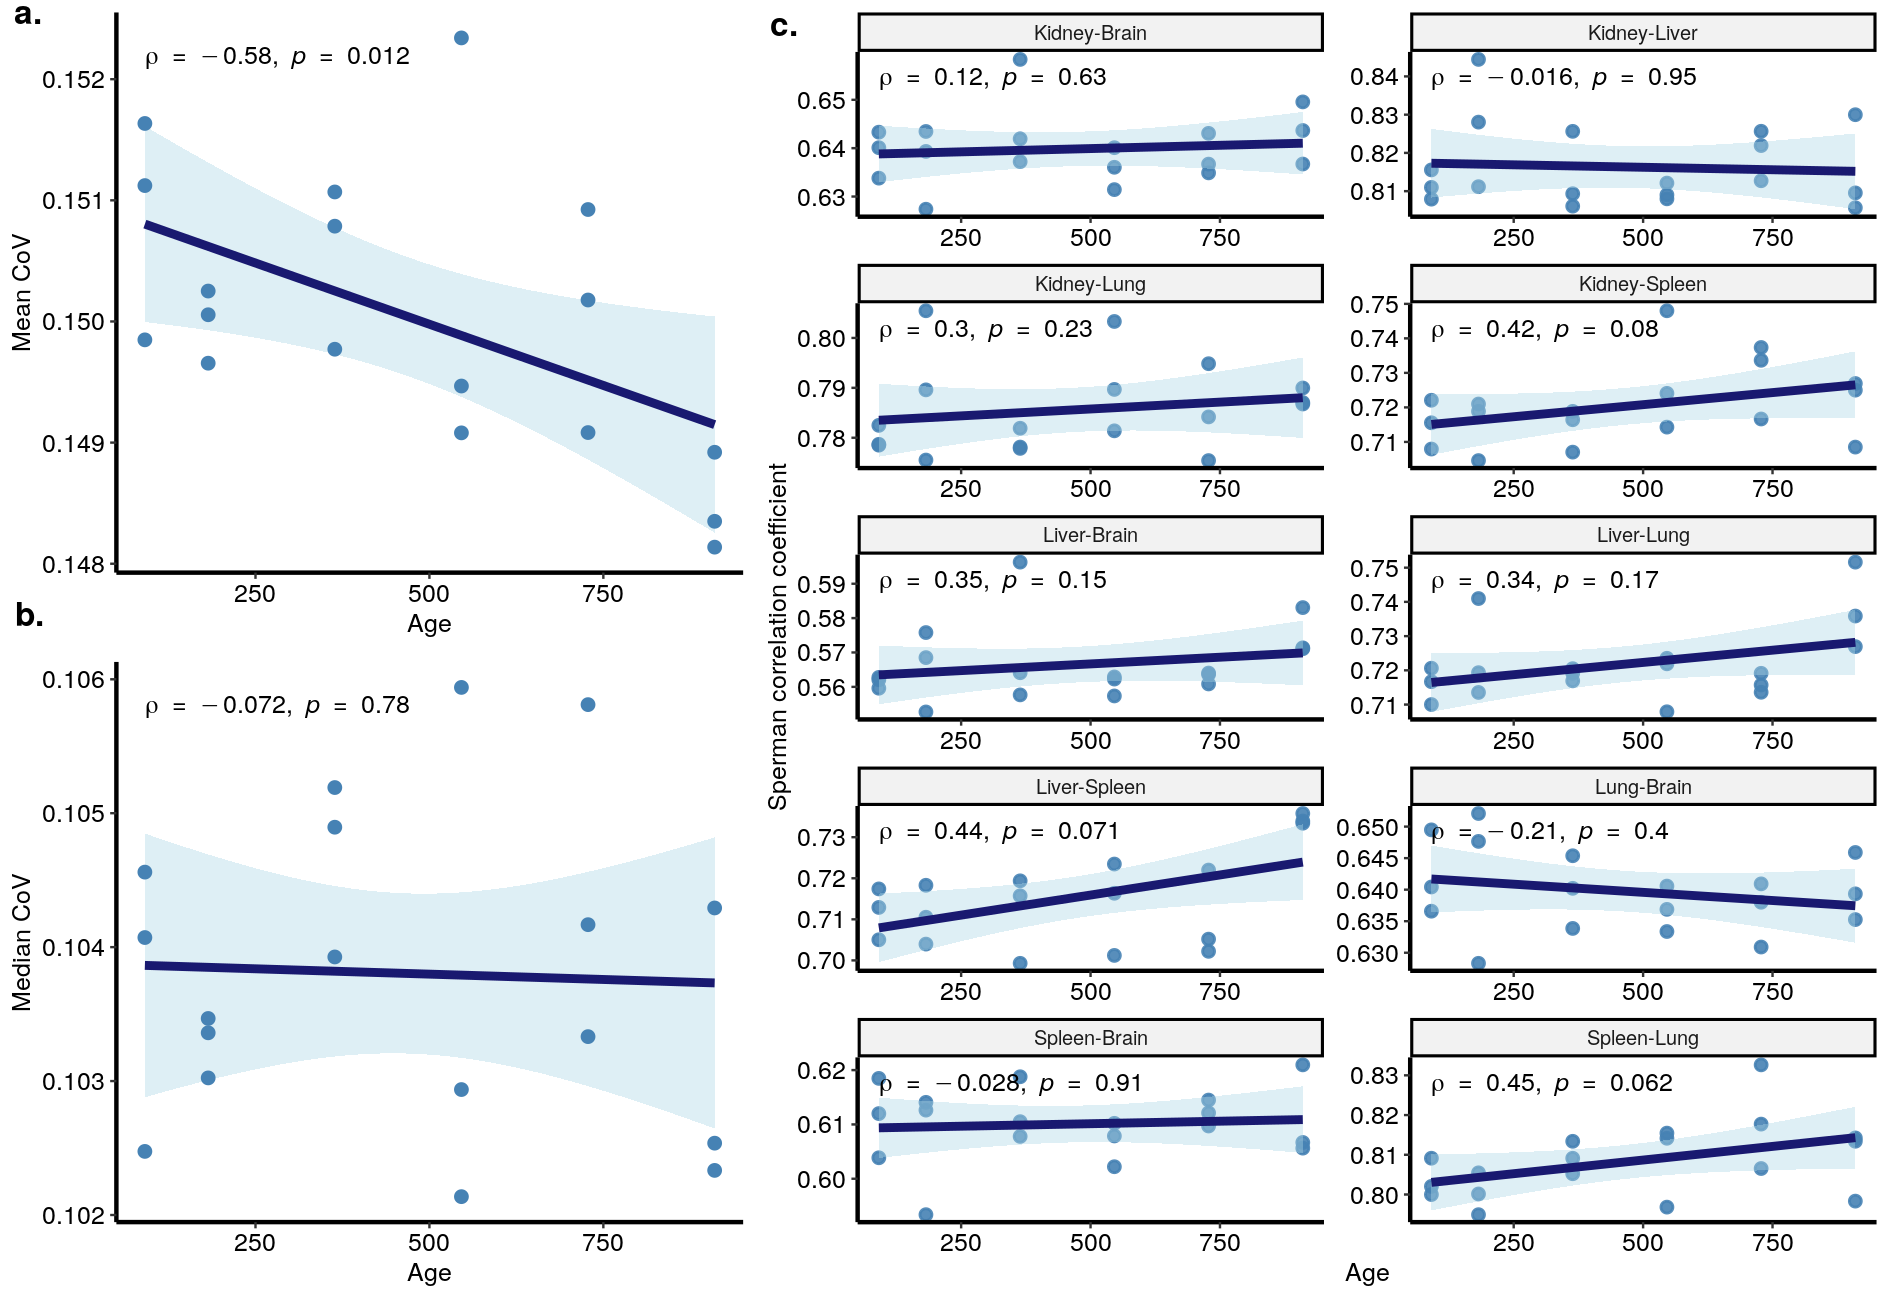 a.
ρ = −0.58, p = 0.012
0.152
0.151
0.150
0.149
0.148
Mean CoV
250 500 750
Age
b.
ρ = −0.072, p = 0.78
0.106
0.105
0.104
0.103
0.102
Median CoV
250 500 750
Age
c.
Sperman correlation coefficient
Kidney-Brain
ρ = 0.12, p = 0.63
0.65
0.64
0.63
250 500 750
Kidney-Liver
ρ = −0.016, p = 0.95
0.84
0.83
0.82
0.81
250 500 750
Kidney-Lung
ρ = 0.3, p = 0.23
0.80
0.79
0.78
250 500 750
Kidney-Spleen
ρ = 0.42, p = 0.08
0.75
0.74
0.73
0.72
0.71
250 500 750
Liver-Brain
ρ = 0.35, p = 0.15
0.59
0.58
0.57
0.56
250 500 750
Liver-Lung
ρ = 0.34, p = 0.17
0.75
0.74
0.73
0.72
0.71
250 500 750
Liver-Spleen
ρ = 0.44, p = 0.071
0.73
0.72
0.71
0.70
250 500 750
Lung-Brain
ρ = −0.21, p = 0.4
0.650
0.645
0.640
0.635
0.630
250 500 750
Spleen-Brain
ρ = −0.028, p = 0.91
0.62
0.61
0.60
250 500 750
Spleen-Lung
ρ = 0.45, p = 0.062
0.83
0.82
0.81
0.80
250 500 750
Age